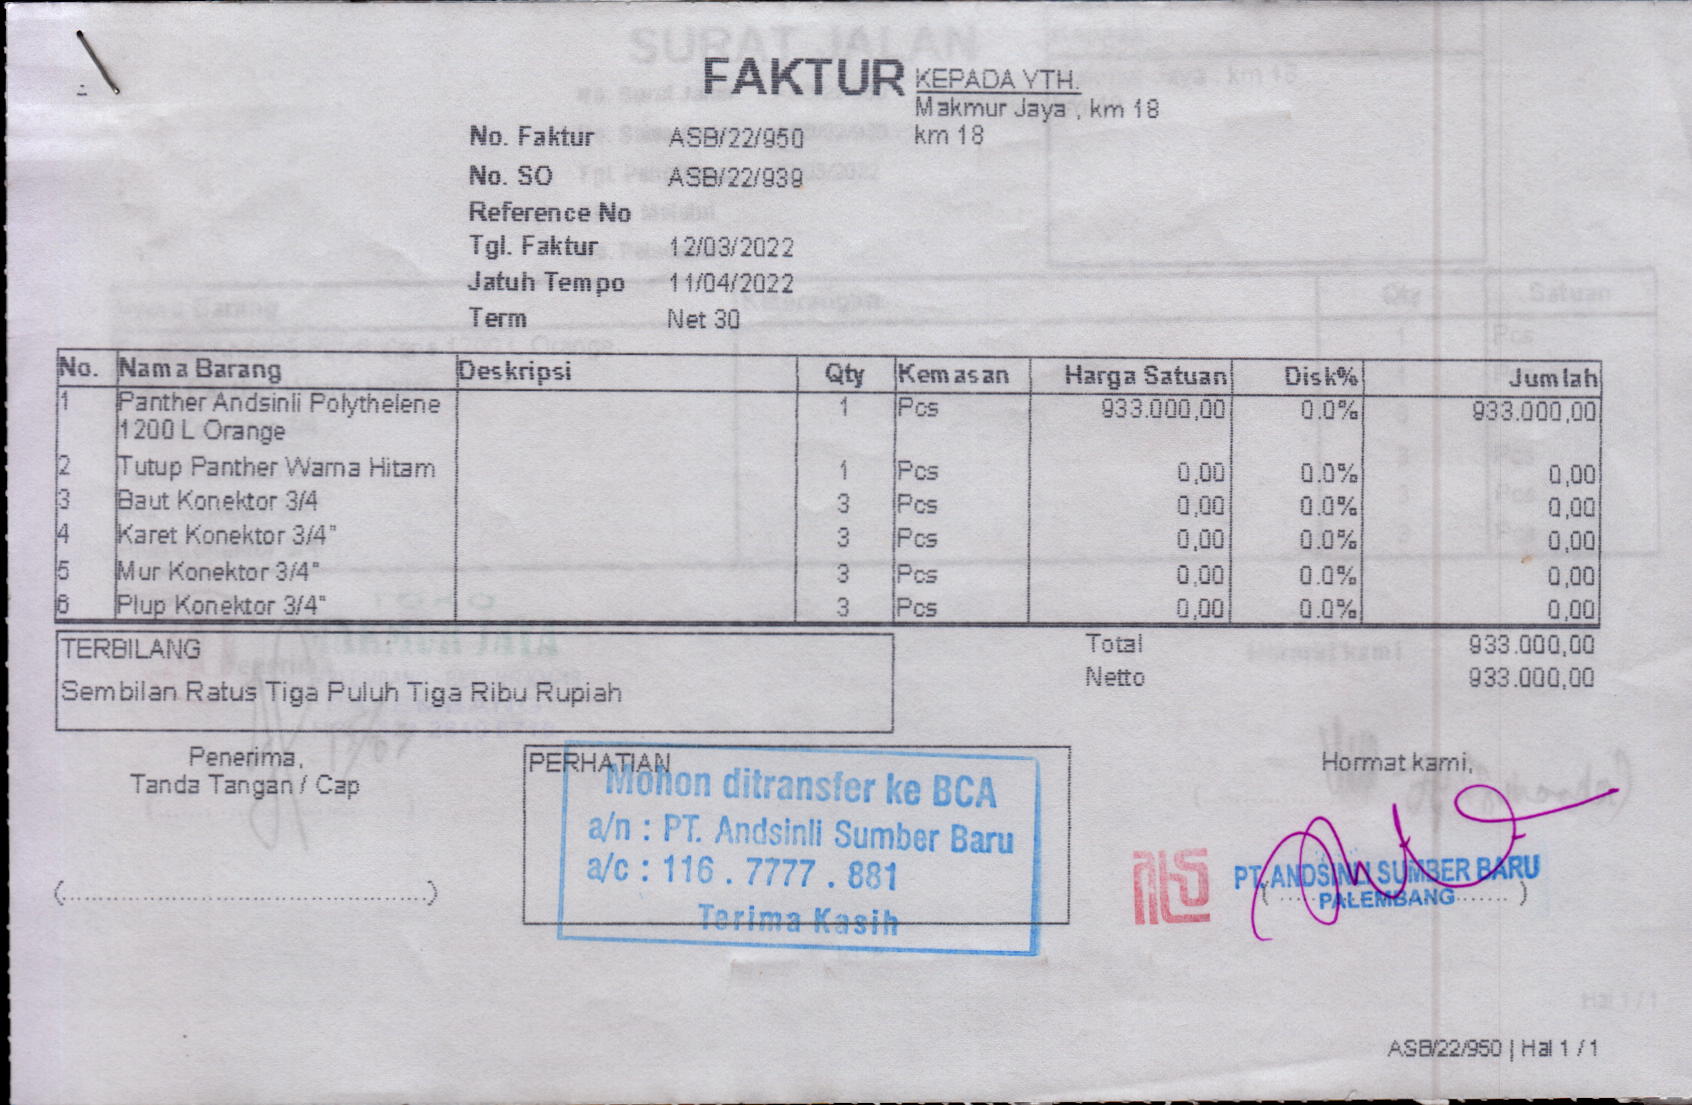 FAKTUR
KEPADA YTH.
Makmur Jaya , km 18
km 18
No. Faktur ASB/22/950
No. SO ASB/22/939
Reference No
Tgl. Faktur 12/03/2022
Jatuh Tempo 11/04/2022
Term Net 30
No. Nama Barang Deskripsi Qty Kemasan Harga Satuan Disk% Jumlah
1 Panther Andsinli Polythelene 1 Pcs 933.000,00 0.0% 933.000,00
1200 L Orange
2 Tutup Panther Warna Hitam 1 Pcs 0,00 0.0% 0,00
3 Baut Konektor 3/4 3 Pcs 0,00 0.0% 0,00
4 Karet Konektor 3/4" 3 Pcs 0,00 0.0% 0,00
5 Mur Konektor 3/4" 3 Pcs 0,00 0.0% 0,00
6 Plup Konektor 3/4" 3 Pcs 0,00 0.0% 0,00
TERBILANG
Sembilan Ratus Tiga Puluh Tiga Ribu Rupiah
Total 933.000,00
Netto 933.000,00
Penerima,
Tanda Tangan / Cap
(................................................)
PERHATIAN
Mohon ditransfer ke BCA
a/n : PT. Andsinli Sumber Baru
a/c : 116 . 7777 . 881
Terima Kasih
Hormat kami,
PT. ANDSINLI SUMBER BARU
PALEMBANG
ASB/22/950 | Hal 1 / 1
SURAT JALAN